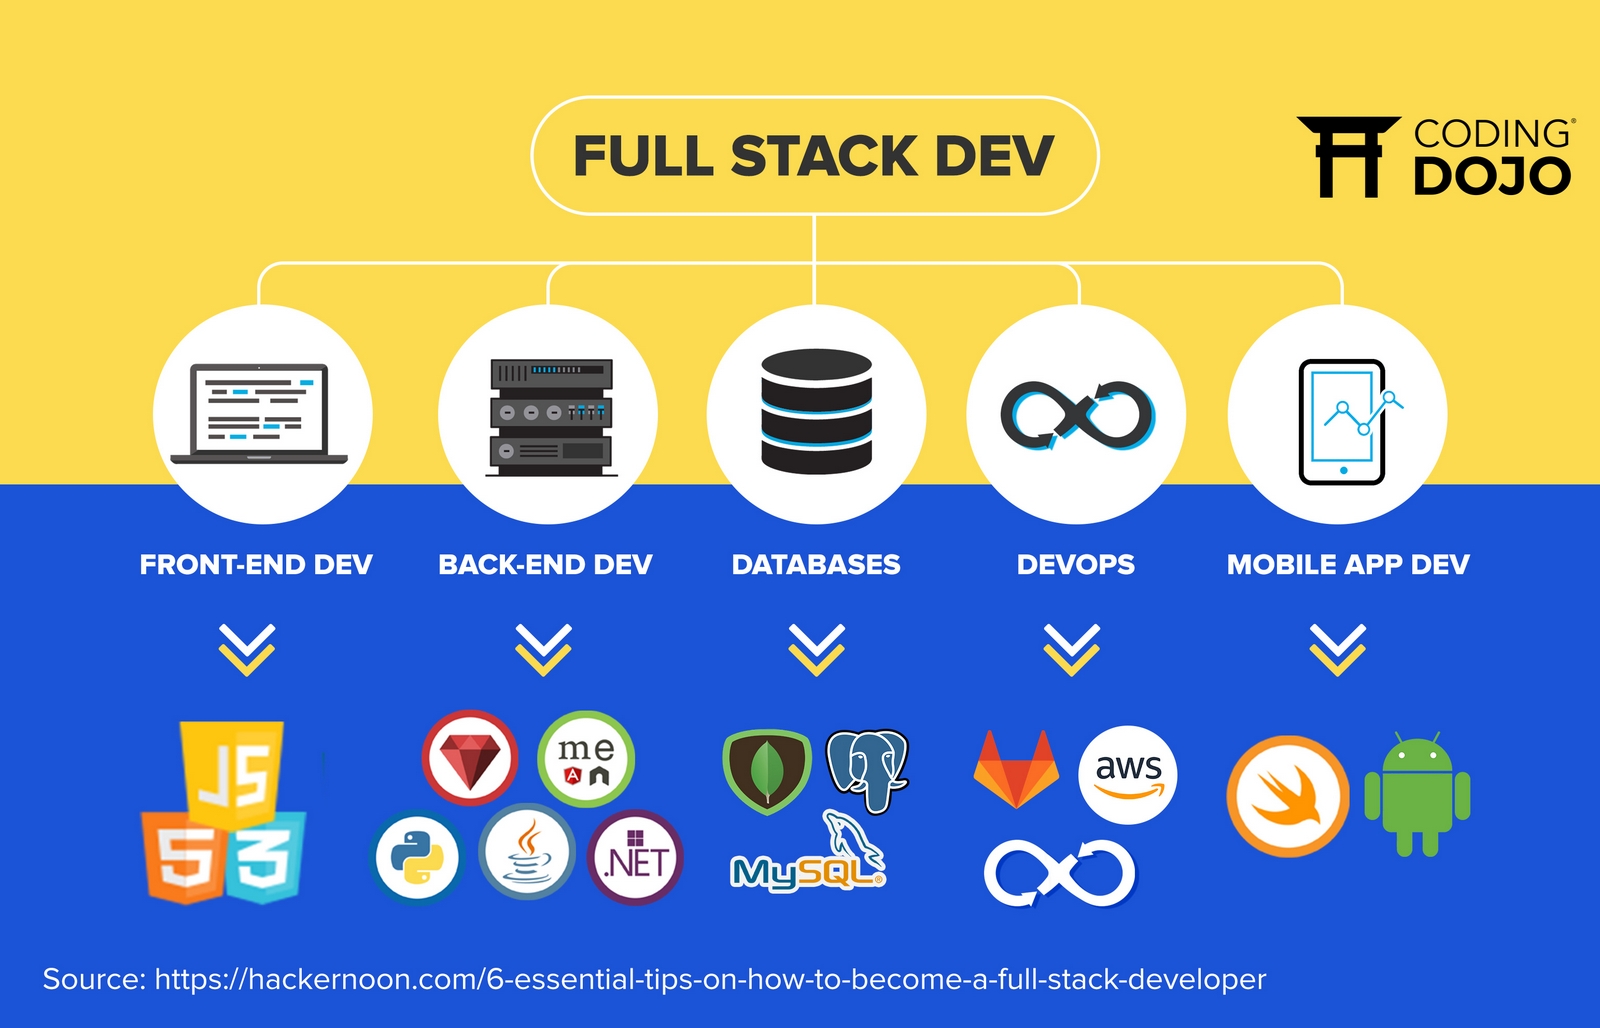 FULL STACK DEV
CODING®
DOJO
FRONT-END DEV
BACK-END DEV
DATABASES
DEVOPS
MOBILE APP DEV
JS
5
3
me
A
.NET
MySQL®
aws
Source: https://hackernoon.com/6-essential-tips-on-how-to-become-a-full-stack-developer